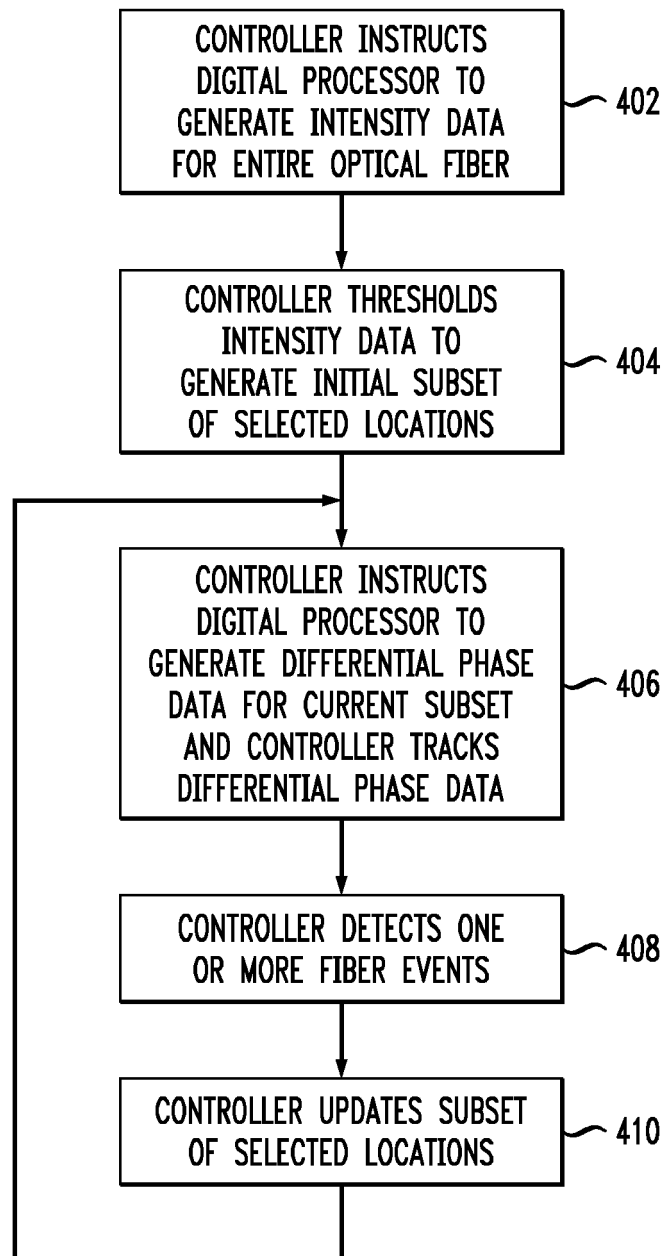 CONTROLLER INSTRUCTS
DIGITAL PROCESSOR TO
GENERATE INTENSITY DATA
FOR ENTIRE OPTICAL FIBER
402
CONTROLLER THRESHOLDS
INTENSITY DATA TO
GENERATE INITIAL SUBSET
OF SELECTED LOCATIONS
404
CONTROLLER INSTRUCTS
DIGITAL PROCESSOR TO
GENERATE DIFFERENTIAL PHASE
DATA FOR CURRENT SUBSET
AND CONTROLLER TRACKS
DIFFERENTIAL PHASE DATA
406
CONTROLLER DETECTS ONE
OR MORE FIBER EVENTS
408
CONTROLLER UPDATES SUBSET
OF SELECTED LOCATIONS
410